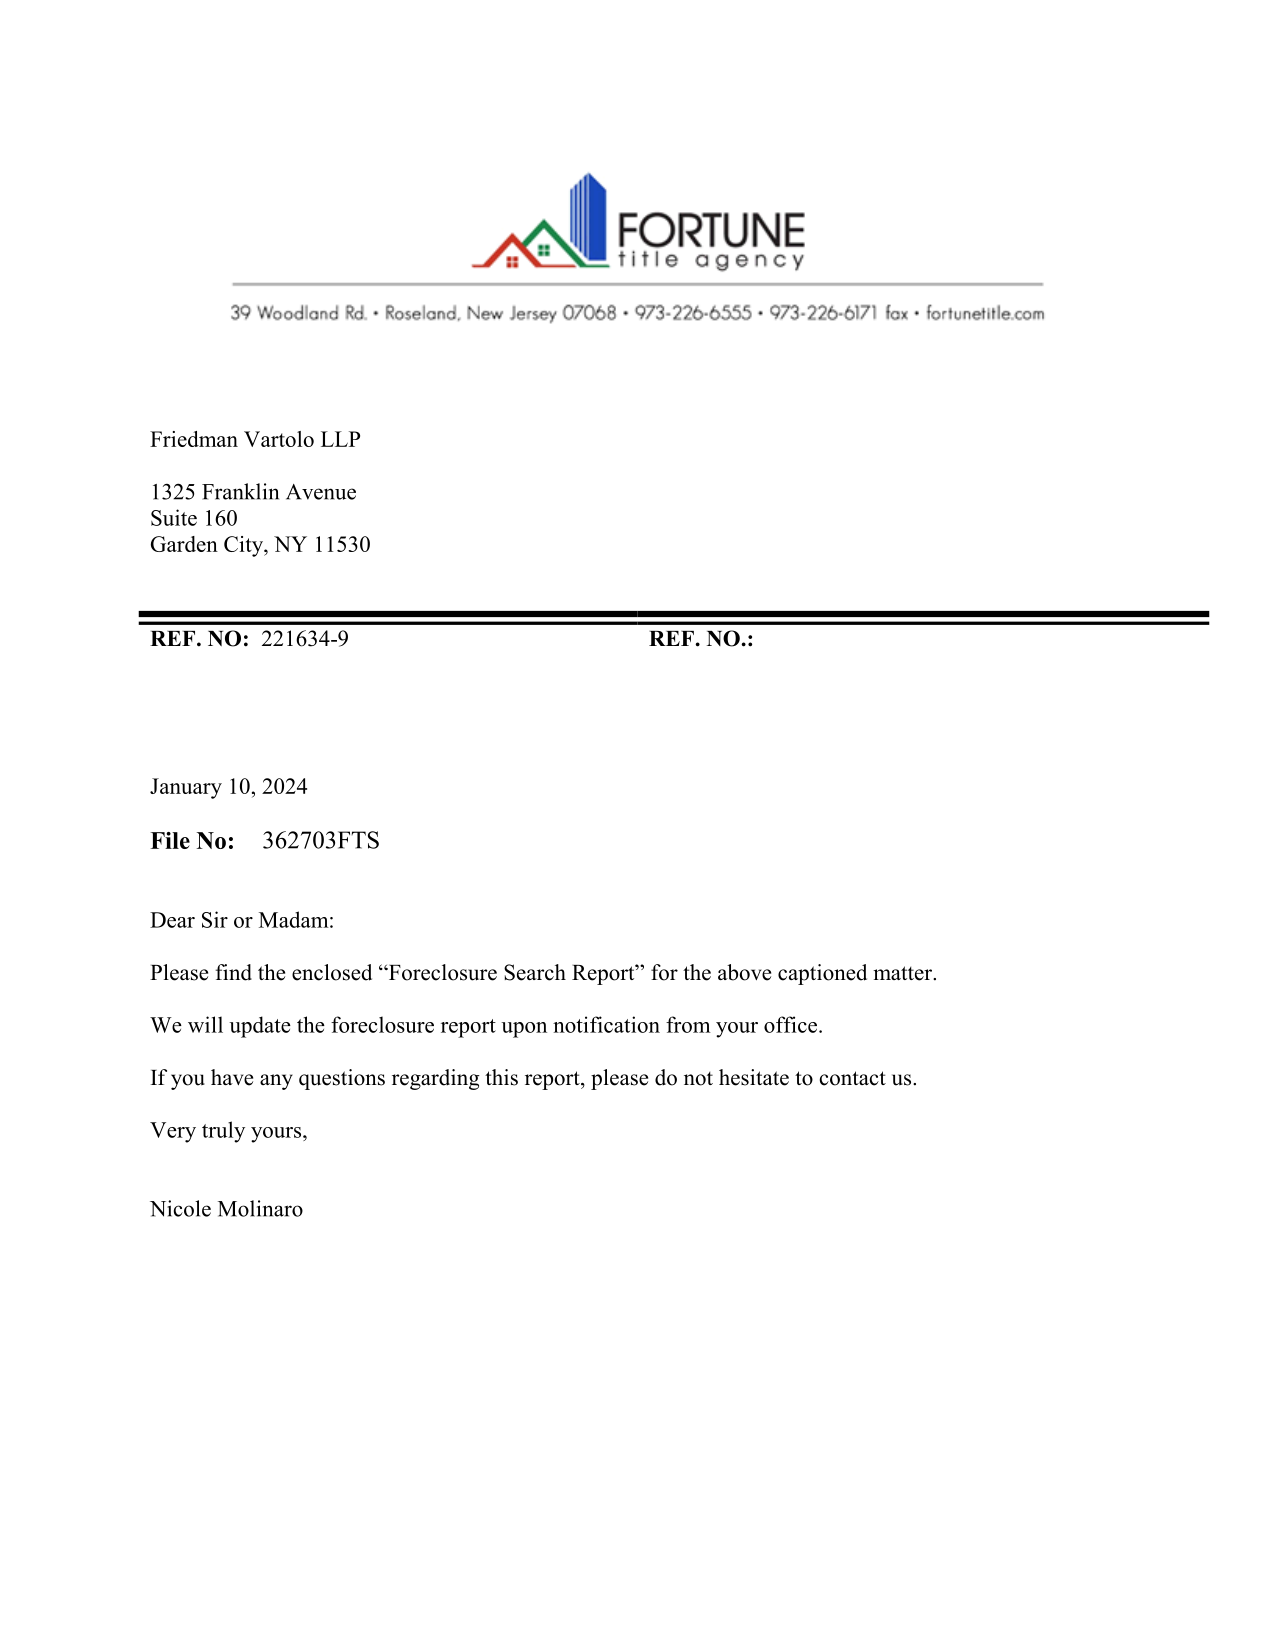 FORTUNE
title agency
39 Woodland Rd. • Roseland, New Jersey 07068 • 973-226-6555 • 973-226-6171 fax • fortunetitle.com
Friedman Vartolo LLP
1325 Franklin Avenue
Suite 160
Garden City, NY 11530
REF. NO: 221634-9 REF. NO.:
January 10, 2024
File No: 362703FTS
Dear Sir or Madam:
Please find the enclosed “Foreclosure Search Report” for the above captioned matter.
We will update the foreclosure report upon notification from your office.
If you have any questions regarding this report, please do not hesitate to contact us.
Very truly yours,
Nicole Molinaro